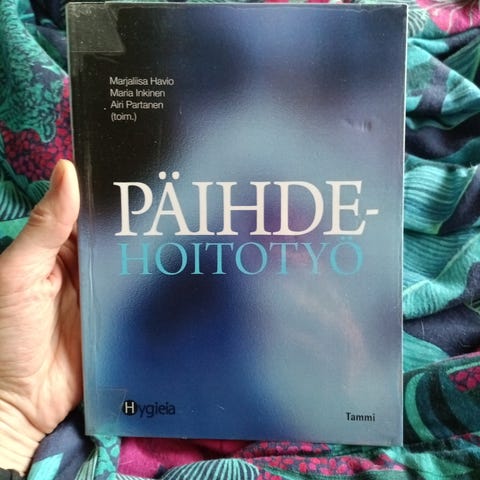 Marjaliisa Havio
Maria Inkinen
Airi Partanen
(toim.)
PÄIHDE-
HOITOTYÖ
Hygieia
Tammi